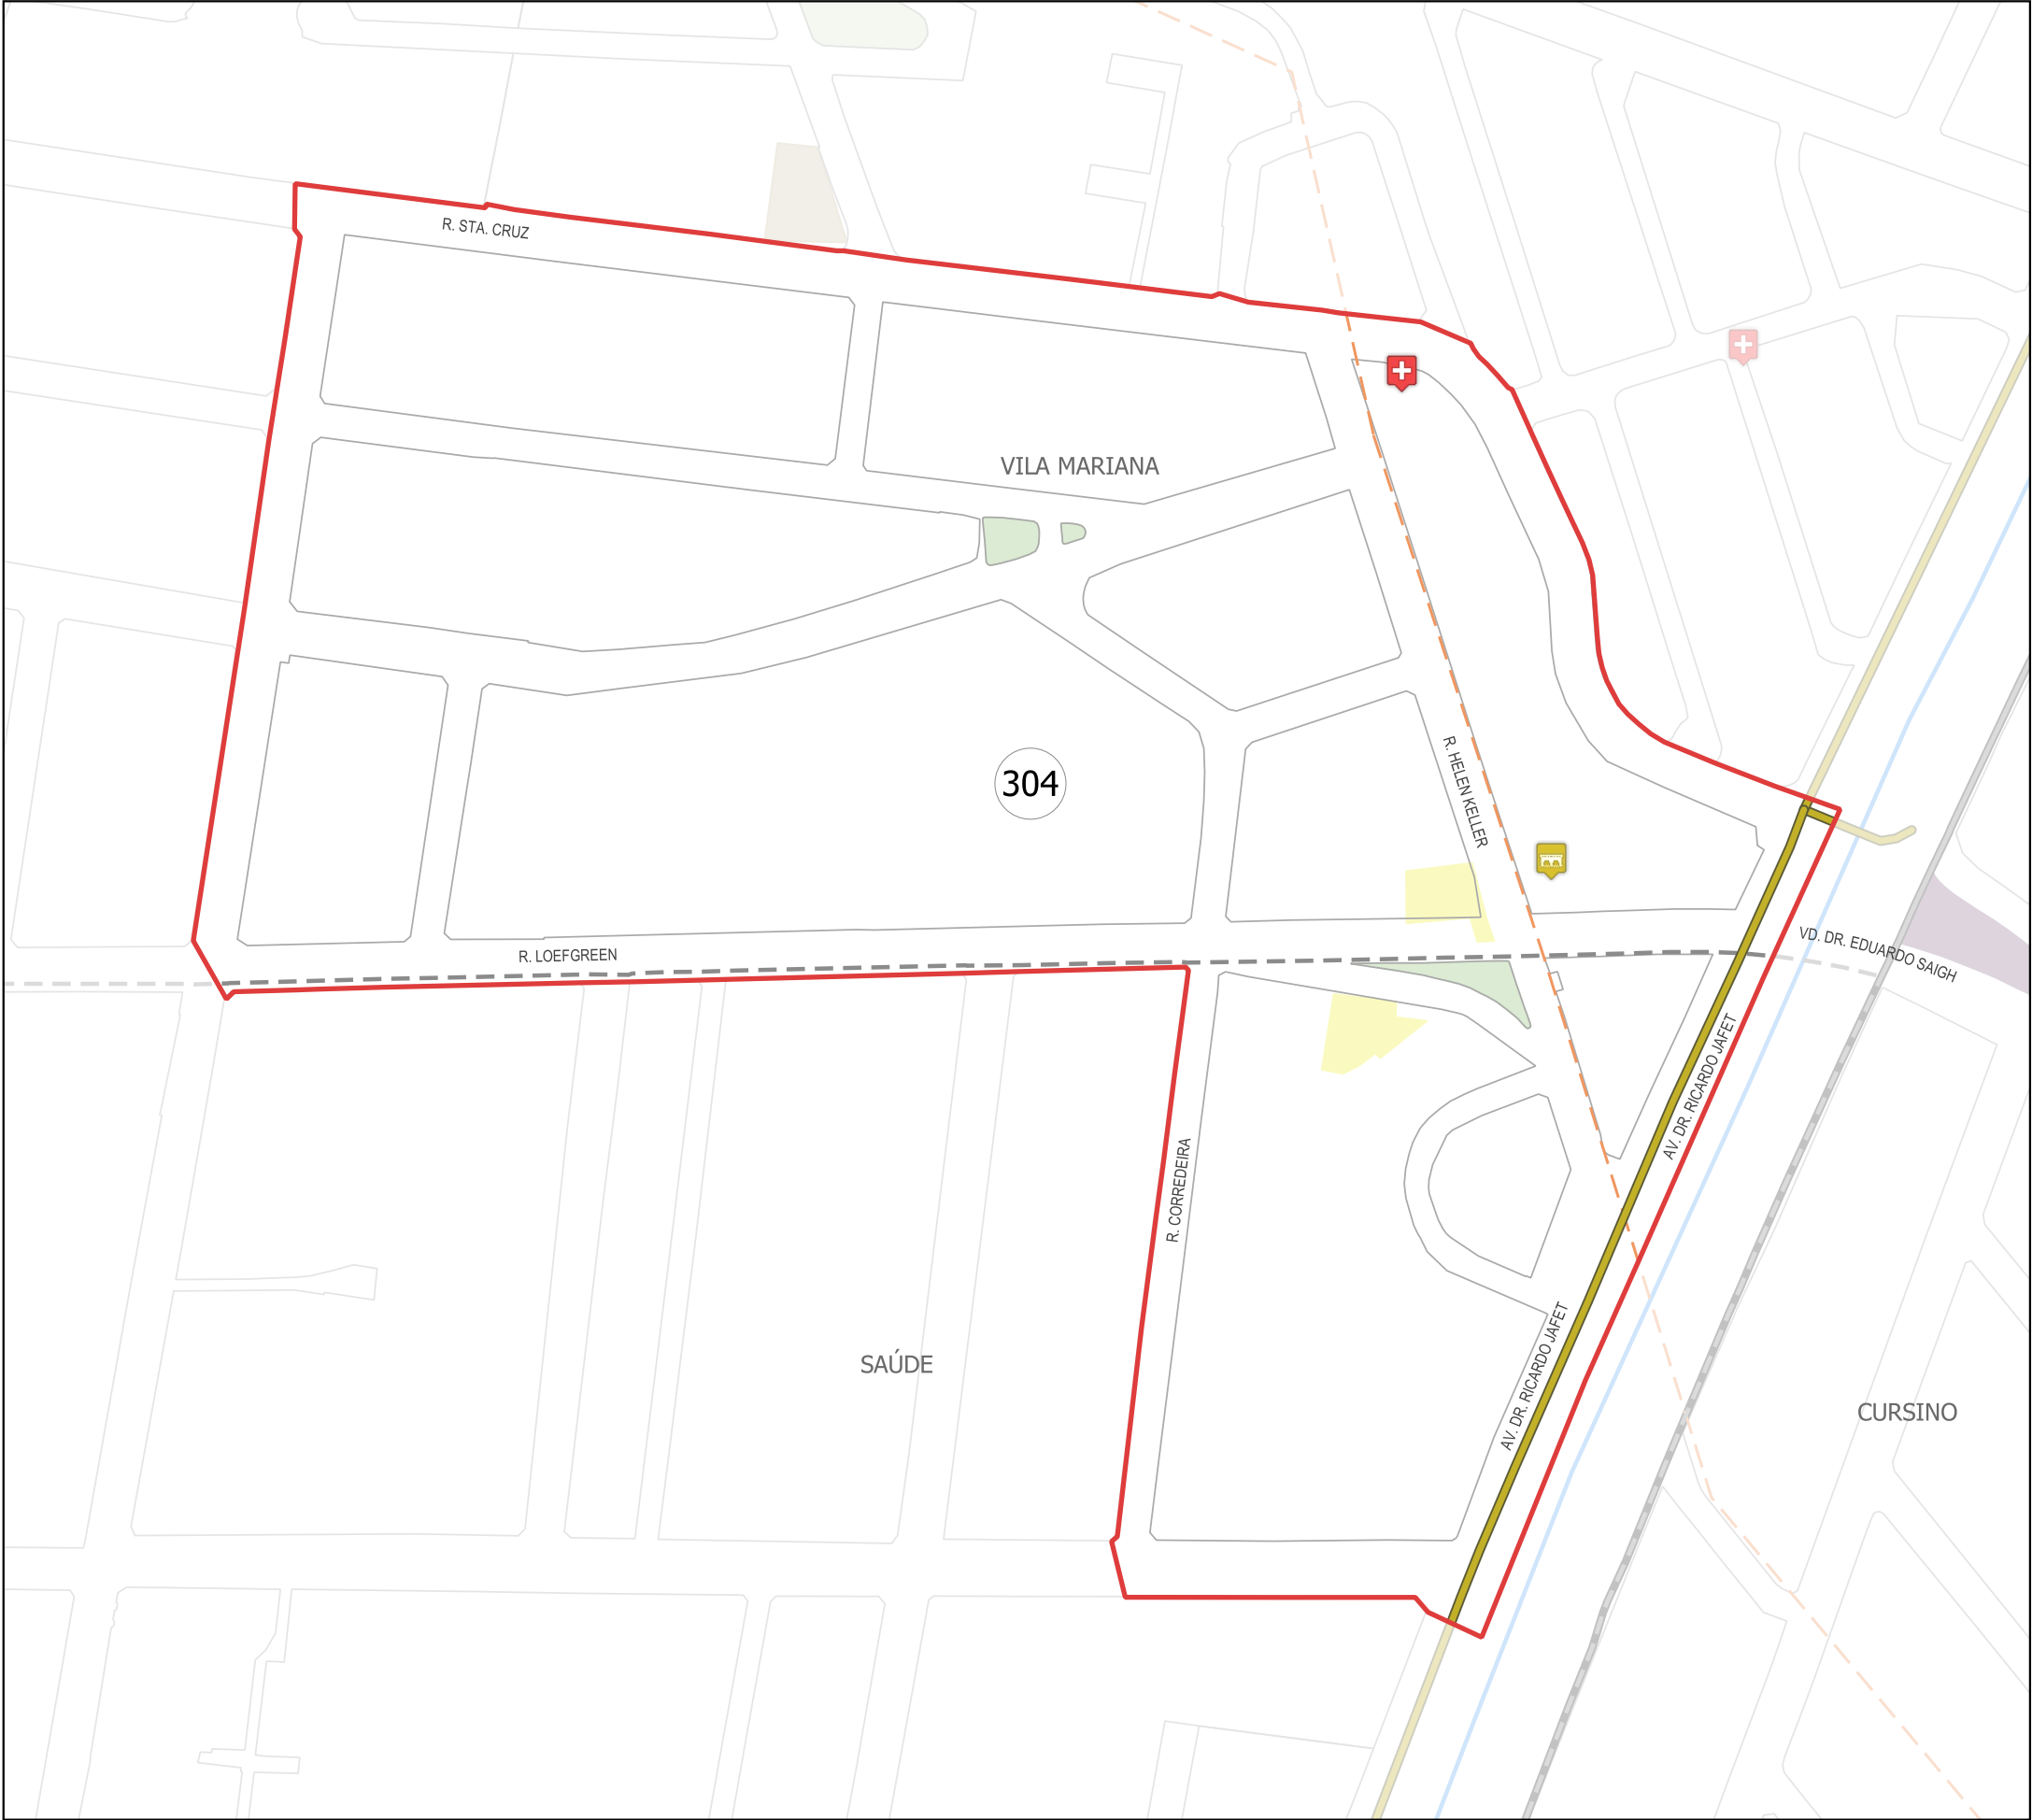 R. STA. CRUZ
VILA MARIANA
304
R. HELEN KELLER
R. LOEFGREEN
VD. DR. EDUARDO SAIGH
AV. DR. RICARDO JAFET
R. CORREDEIRA
SAÚDE
AV. DR. RICARDO JAFET
CURSINO